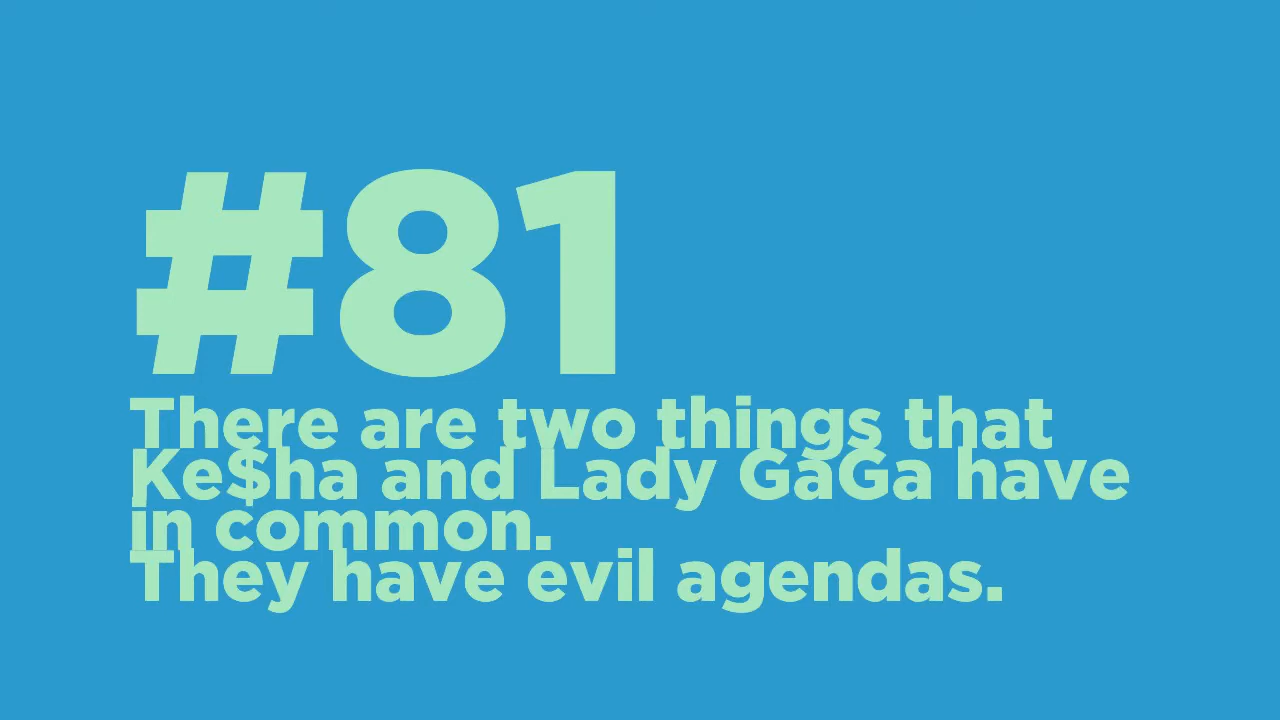 #81
There are two things that
Ke$ha and Lady GaGa have
in common.
They have evil agendas.